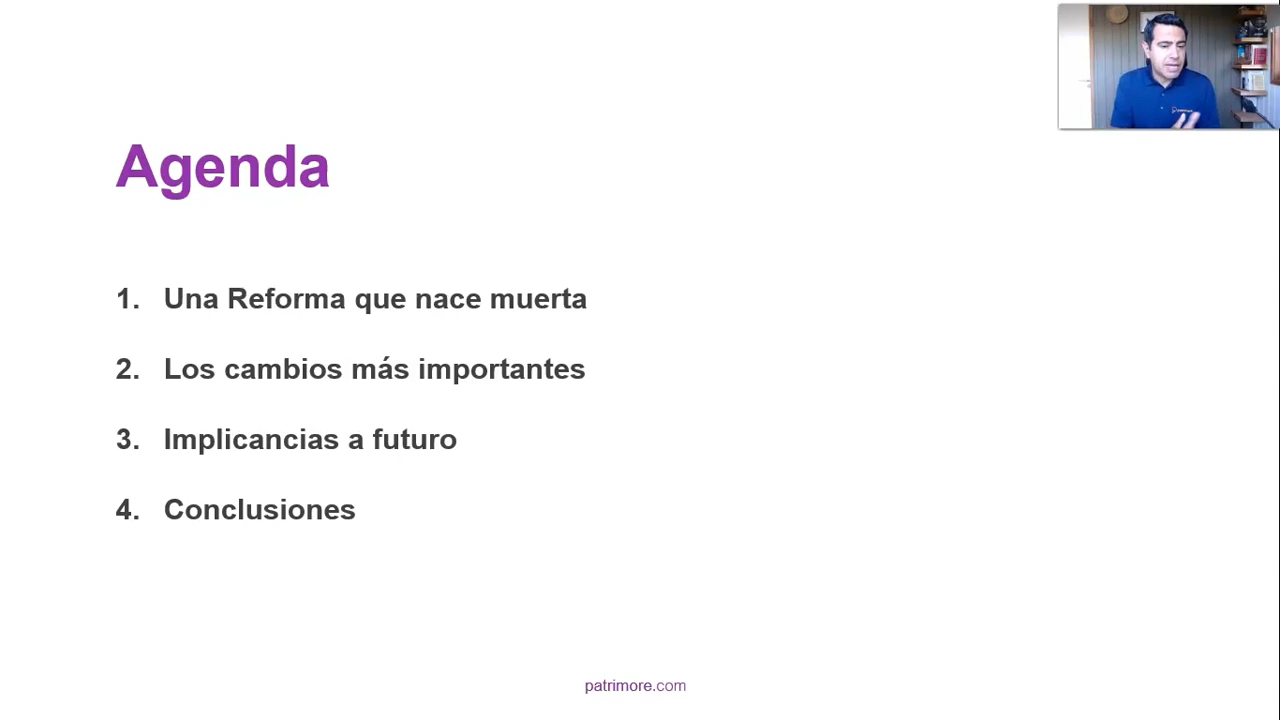 Agenda
1. Una Reforma que nace muerta
2. Los cambios más importantes
3. Implicancias a futuro
4. Conclusiones
patrimore.com